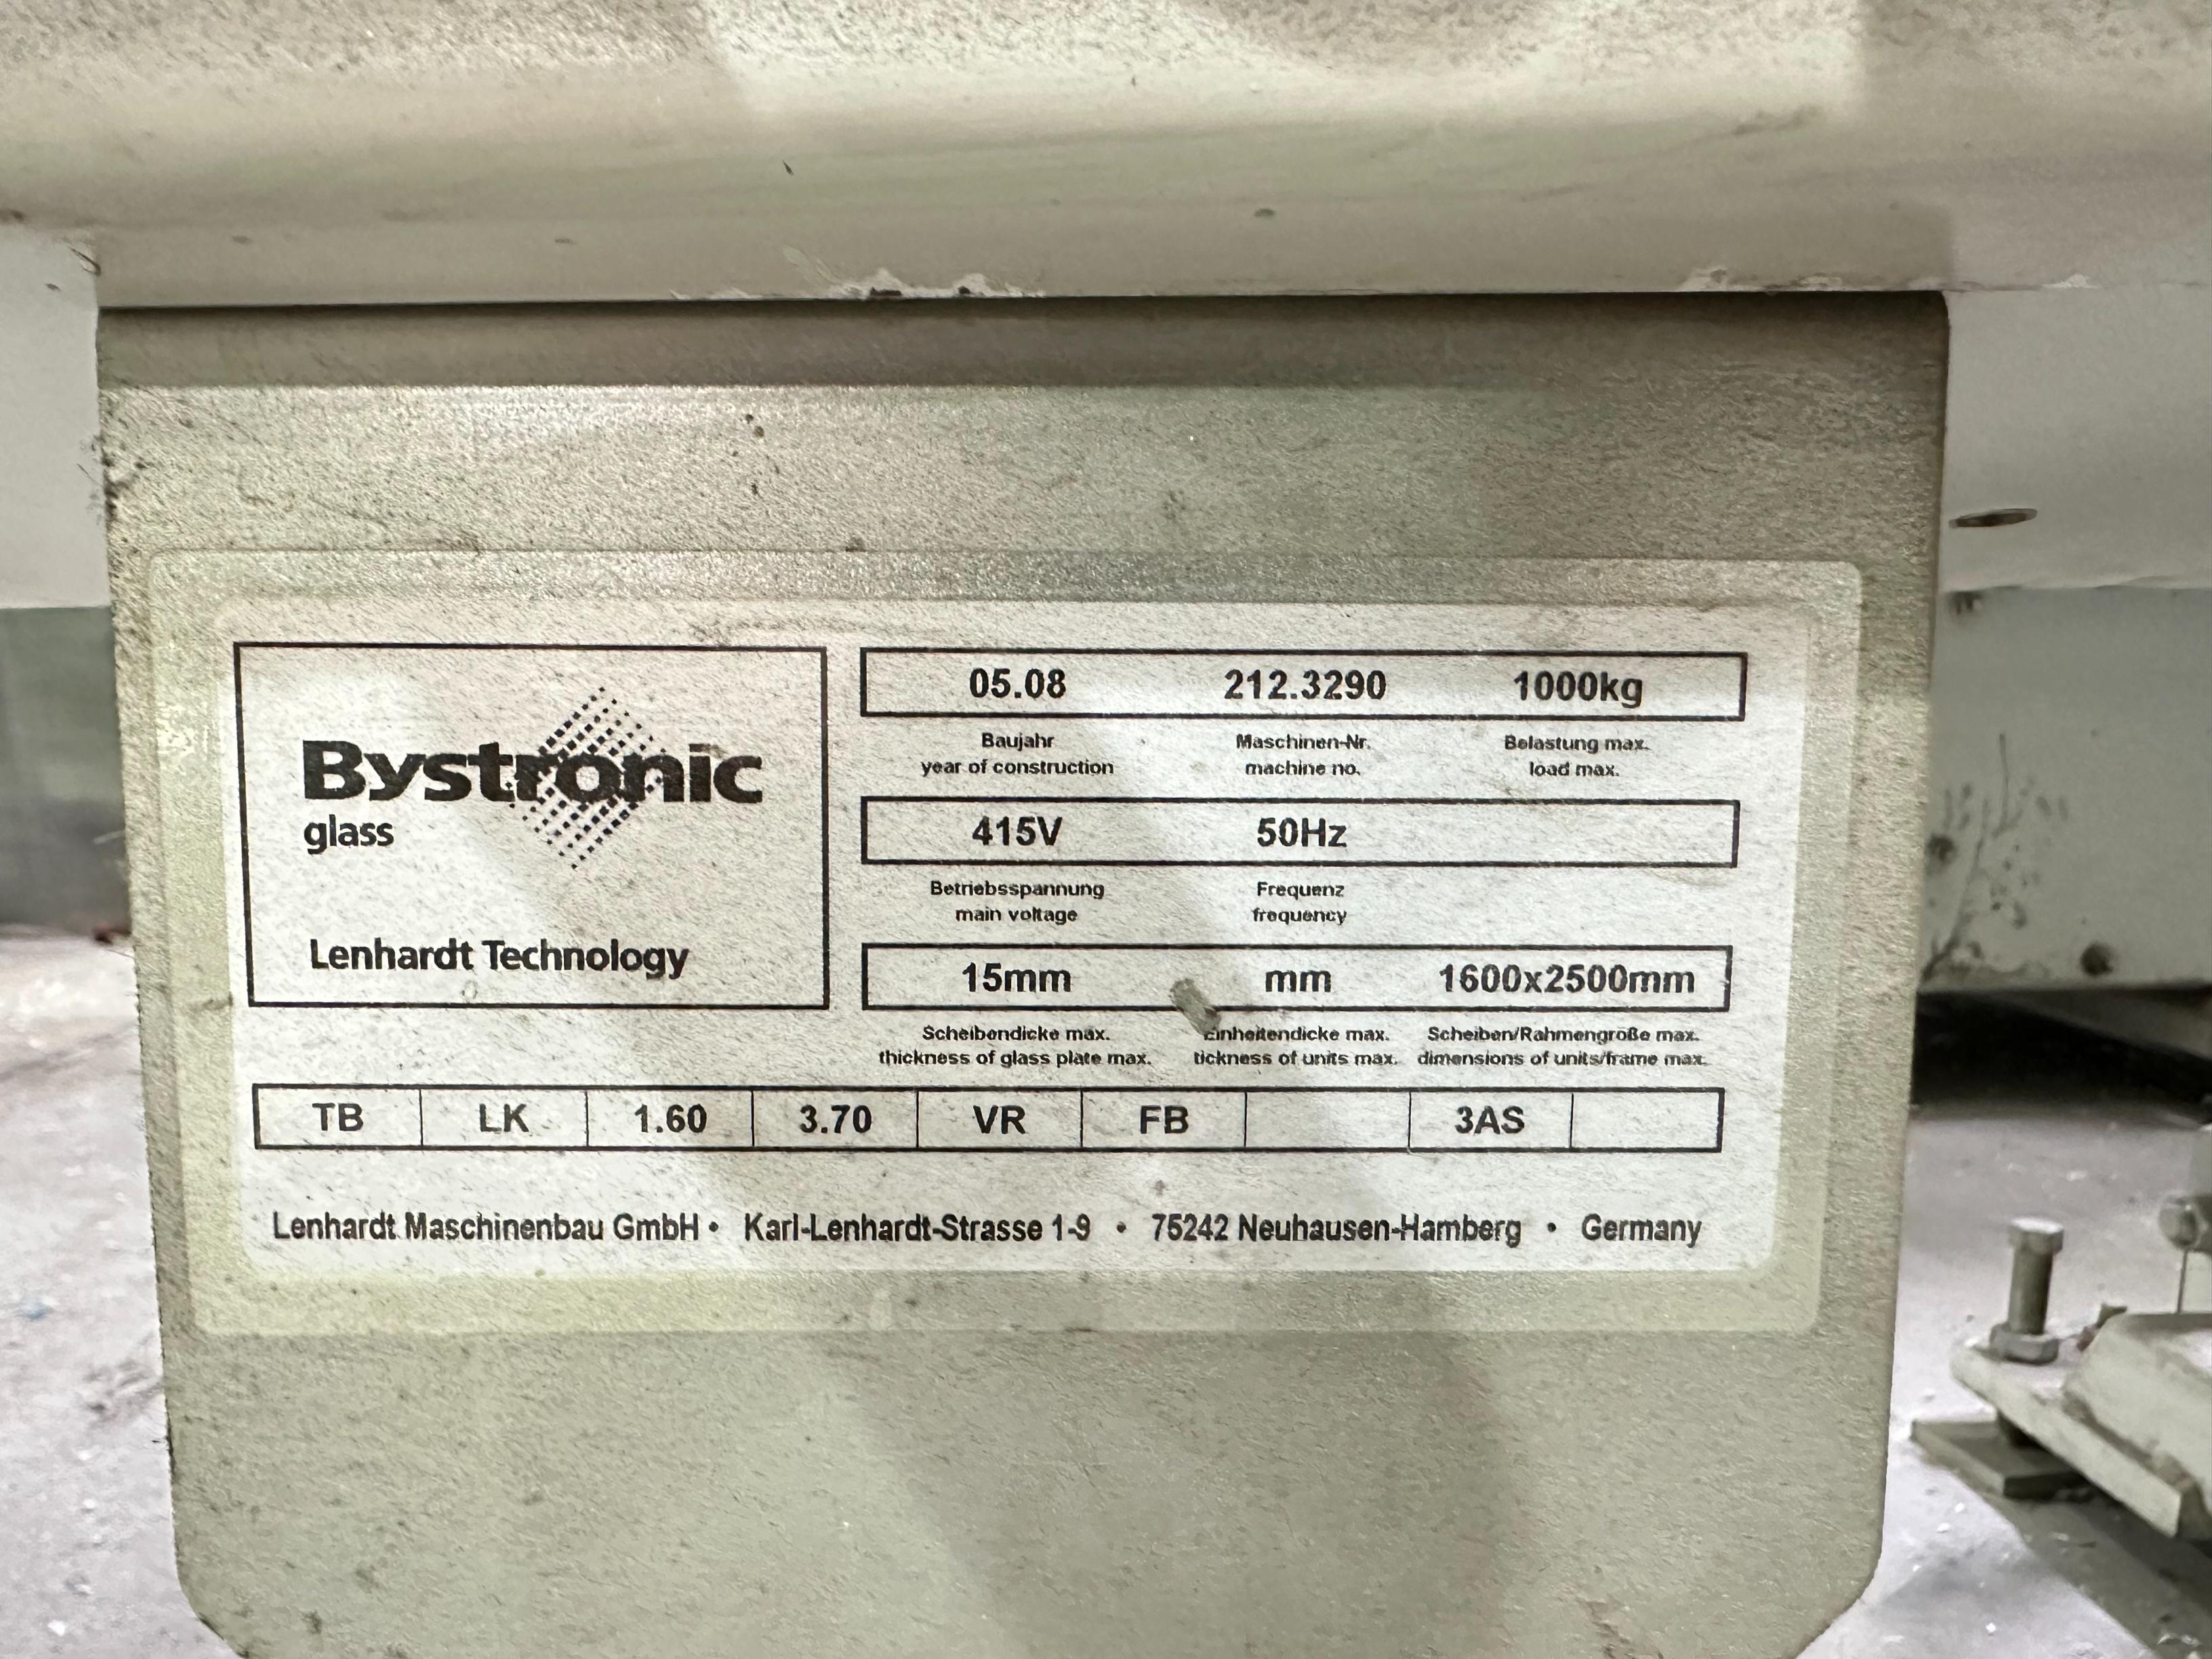 Bystronic
glass
Lenhardt Technology
05.08 212.3290 1000kg
Baujahr Maschinen-Nr. Belastung max.
year of construction machine no. load max.
415V 50Hz
Betriebsspannung Frequenz
main voltage frequency
15mm mm 1600x2500mm
Scheibendicke max. Einheitendicke max. Scheiben/Rahmengröße max.
thickness of glass plate max. tickness of units max. dimensions of units/frame max.
TB LK 1.60 3.70 VR FB 3AS
Lenhardt Maschinenbau GmbH • Karl-Lenhardt-Strasse 1-9 • 75242 Neuhausen-Hamberg • Germany